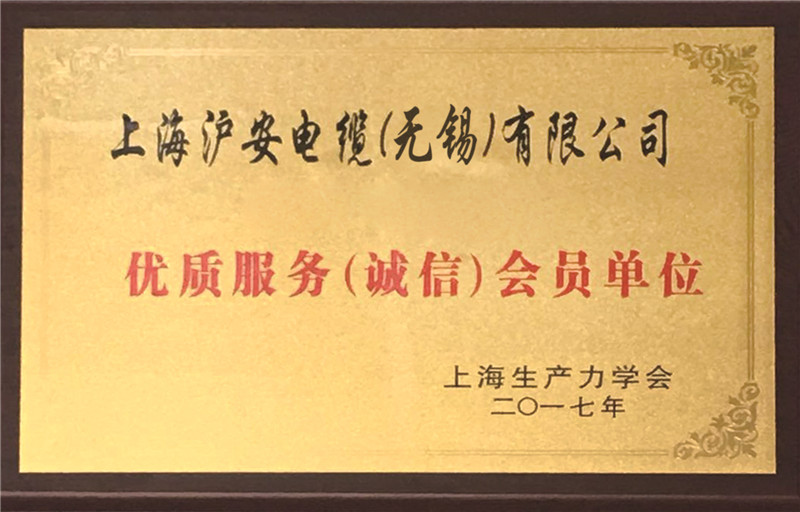 上海沪安电缆(无锡)有限公司
优质服务(诚信)会员单位
上海生产力学会
二〇一七年